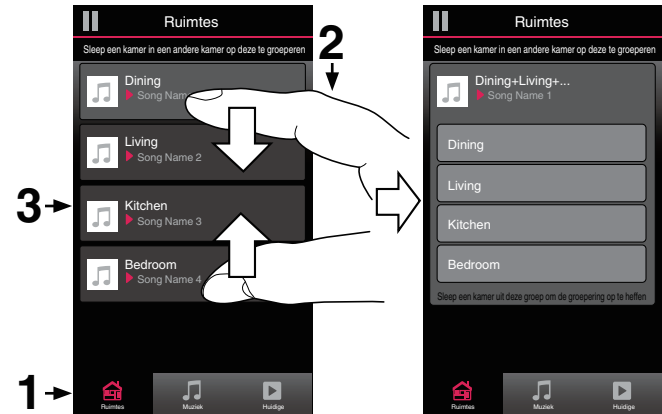 Ruimtes
Sleep een kamer in een andere kamer op deze te groeperen
2
Dining
Song Nam
Living
Song Name 2
3
Kitchen
Song Name 3
Bedroom
Song Name 4
1
Ruimtes
Muziek
Huidige
Ruimtes
Sleep een kamer in een andere kamer op deze te groeperen
Dining+Living+...
Song Name 1
Dining
Living
Kitchen
Bedroom
Sleep een kamer uit deze groep om de groepering op te heffen
Ruimtes
Muziek
Huidige